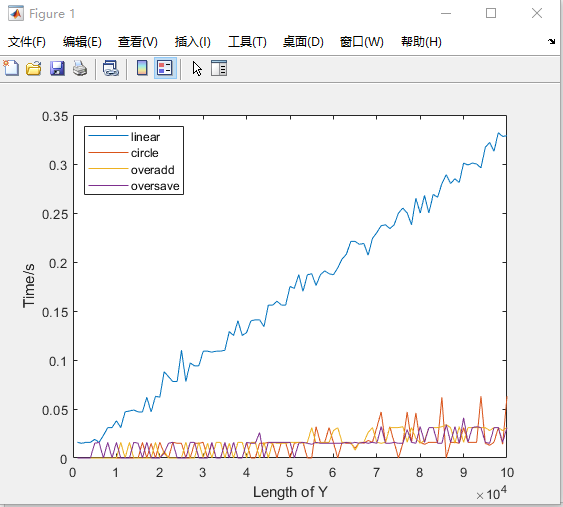 Figure 1
文件(F) 编辑(E) 查看(V) 插入(I) 工具(T) 桌面(D) 窗口(W) 帮助(H)
0.35
0.3
0.25
0.2
0.15
0.1
0.05
0
Time/s
linear
circle
overadd
oversave
0 1 2 3 4 5 6 7 8 9 10
Length of Y
×10⁴